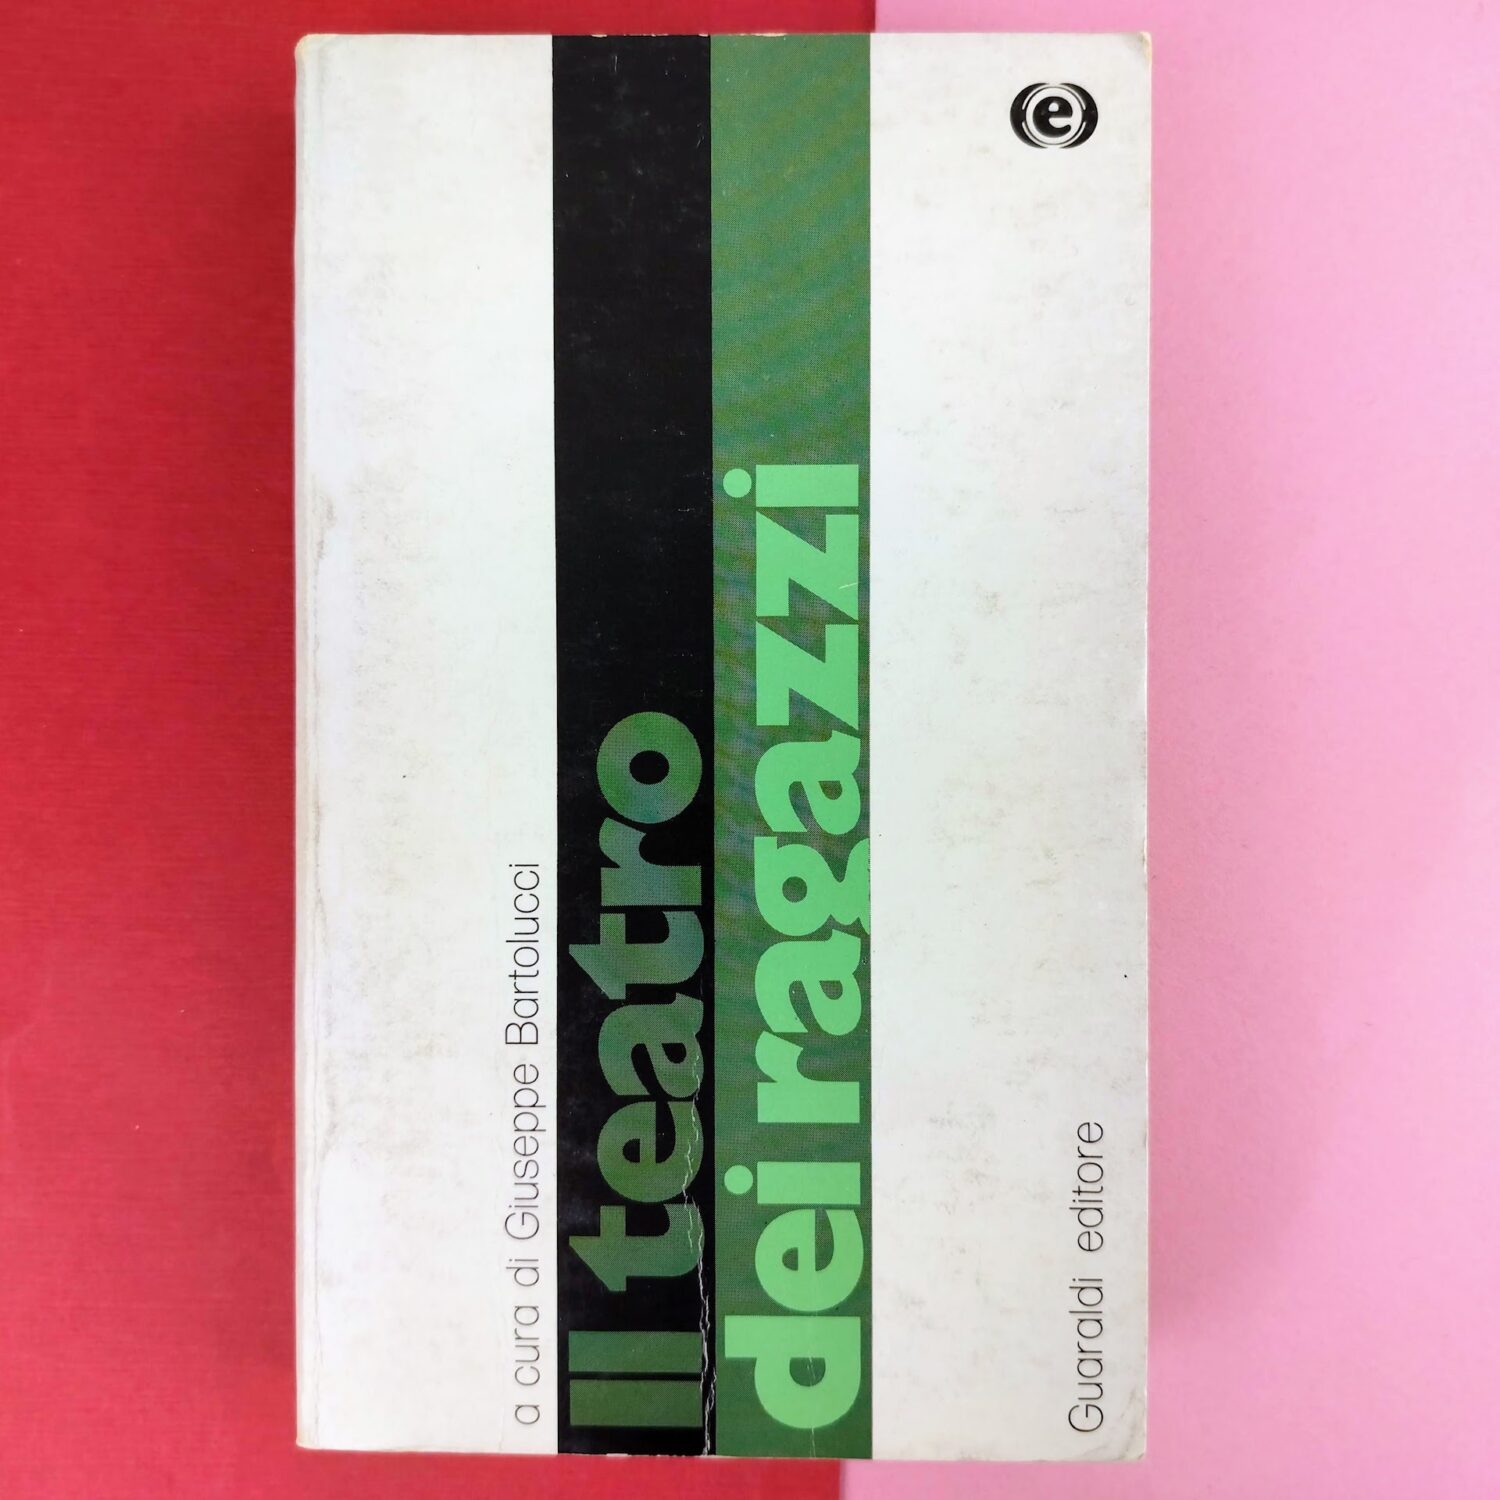 a cura di Giuseppe Bartolucci
Il teatro
dei ragazzi
e
Guaraldi editore